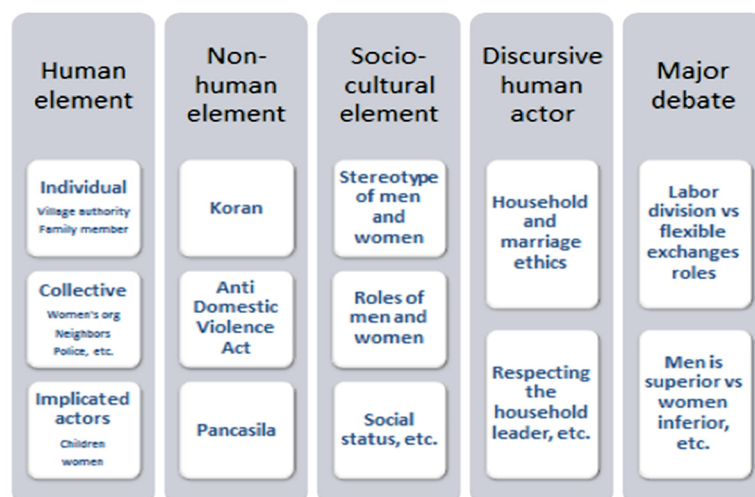 Human
element
Individual
Village authority
Family member
Collective
Women's org
Neighbors
Police, etc.
Implicated
actors
Children
women
Non-
human
element
Koran
Anti
Domestic
Violence
Act
Pancasila
Socio-
cultural
element
Stereotype
of men
and
women
Roles of
men and
women
Social
status, etc.
Discursive
human
actor
Household
and
marriage
ethics
Respecting
the
household
leader, etc.
Major
debate
Labor
division vs
flexible
exchanges
roles
Men is
superior vs
women
inferior,
etc.